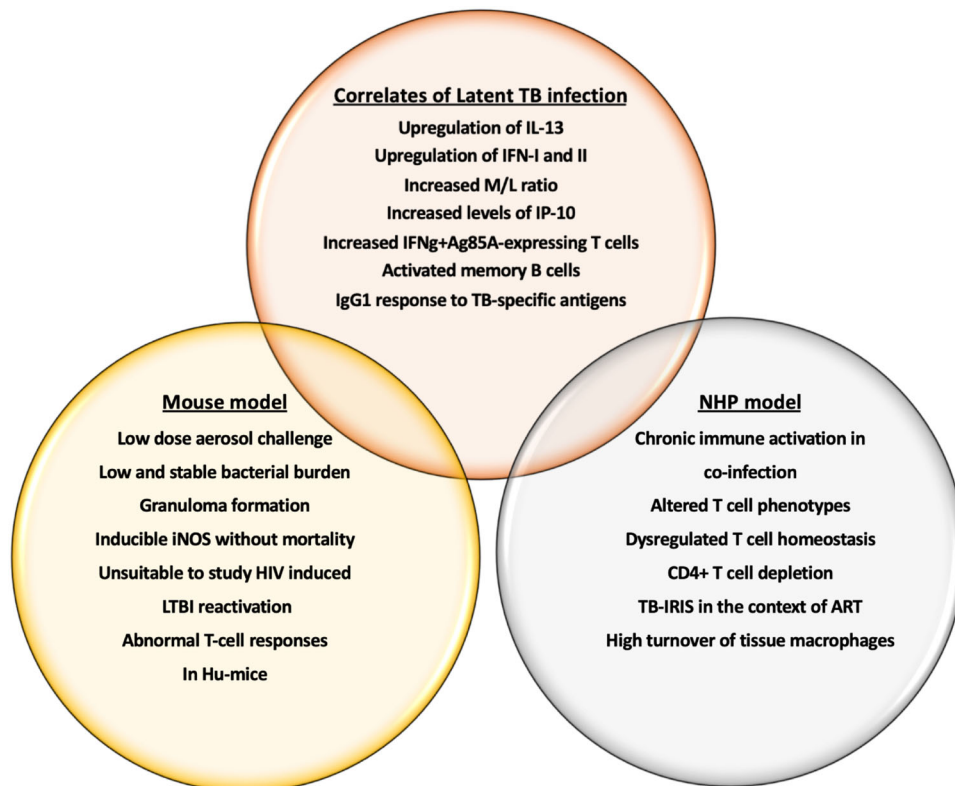 Correlates of Latent TB infection
Upregulation of IL-13
Upregulation of IFN-I and II
Increased M/L ratio
Increased levels of IP-10
Increased IFNg+Ag85A-expressing T cells
Activated memory B cells
IgG1 response to TB-specific antigens
Mouse model
Low dose aerosol challenge
Low and stable bacterial burden
Granuloma formation
Inducible iNOS without mortality
Unsuitable to study HIV induced
LTBI reactivation
Abnormal T-cell responses
In Hu-mice
NHP model
Chronic immune activation in
co-infection
Altered T cell phenotypes
Dysregulated T cell homeostasis
CD4+ T cell depletion
TB-IRIS in the context of ART
High turnover of tissue macrophages